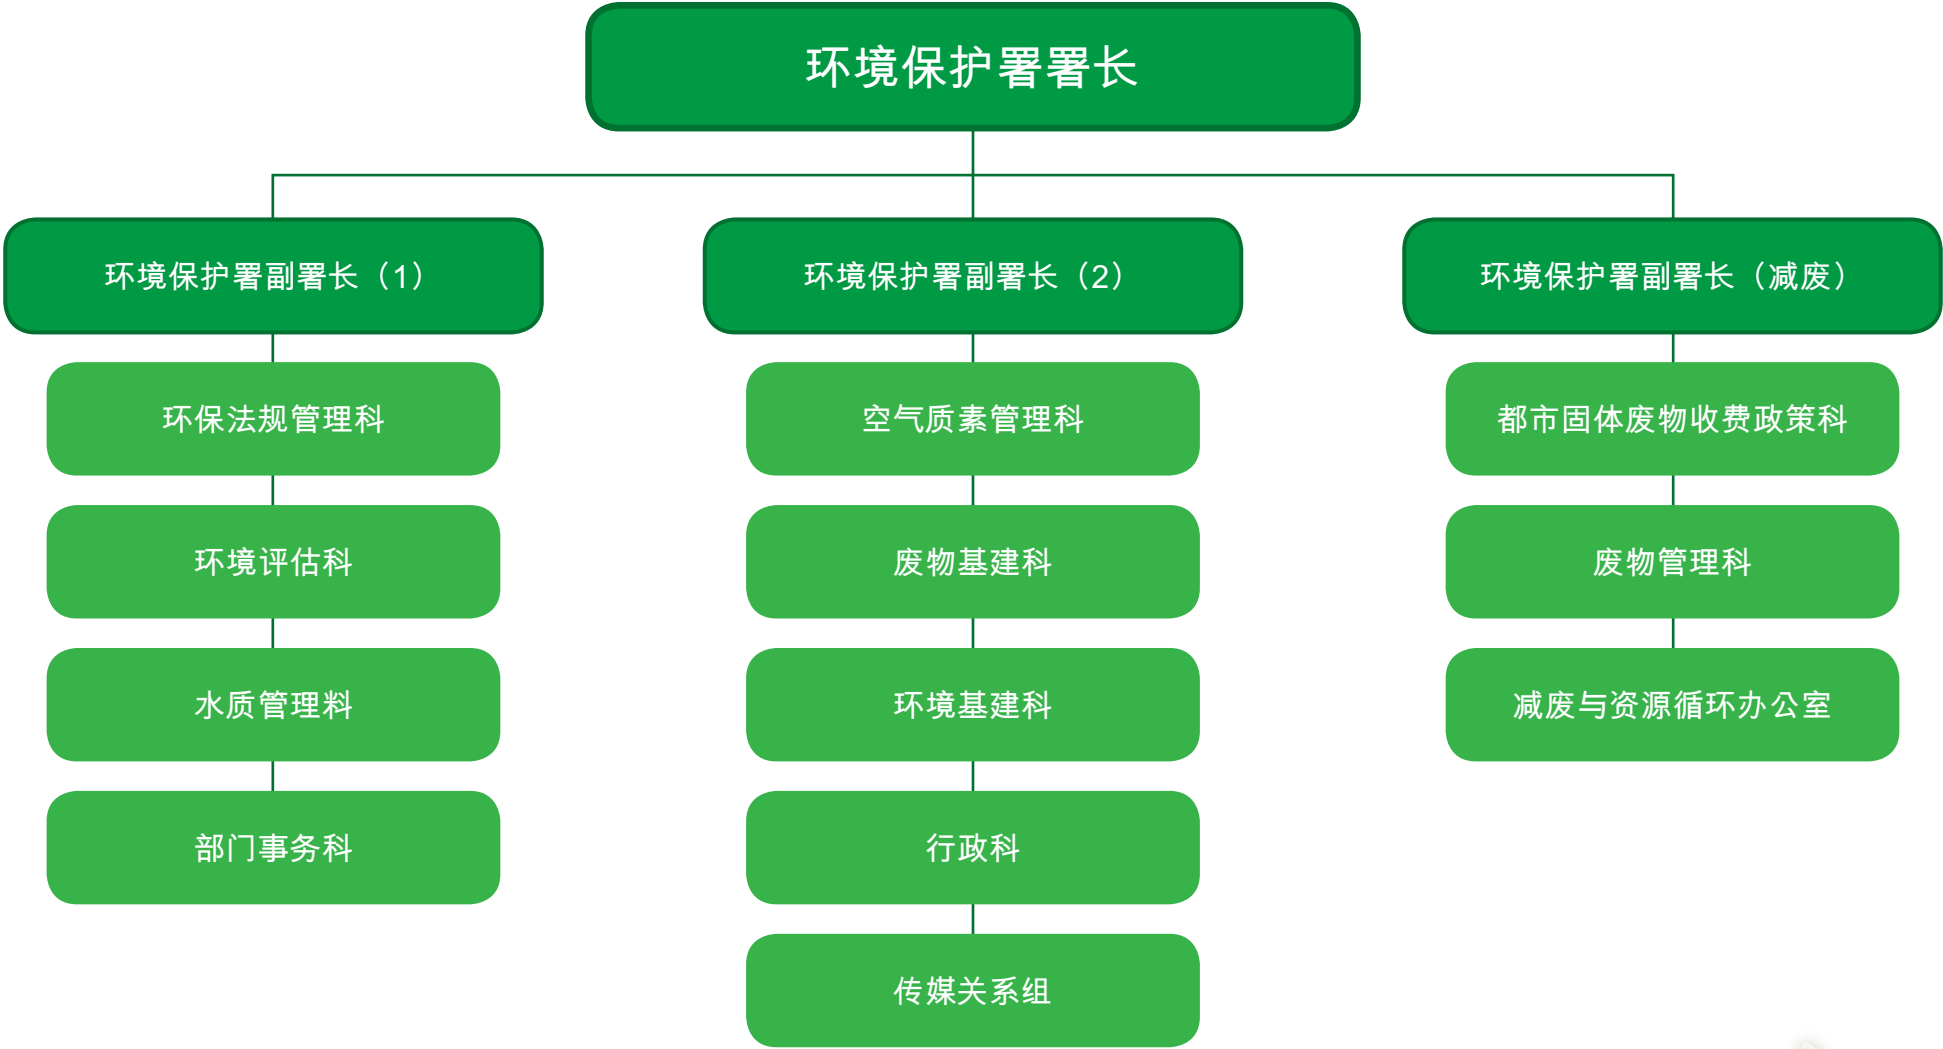 环境保护署署长
环境保护署副署长（1）
环保法规管理科
环境评估科
水质管理料
部门事务科
环境保护署副署长（2）
空气质素管理科
废物基建科
环境基建科
行政科
传媒关系组
环境保护署副署长（减废）
都市固体废物收费政策科
废物管理科
减废与资源循环办公室